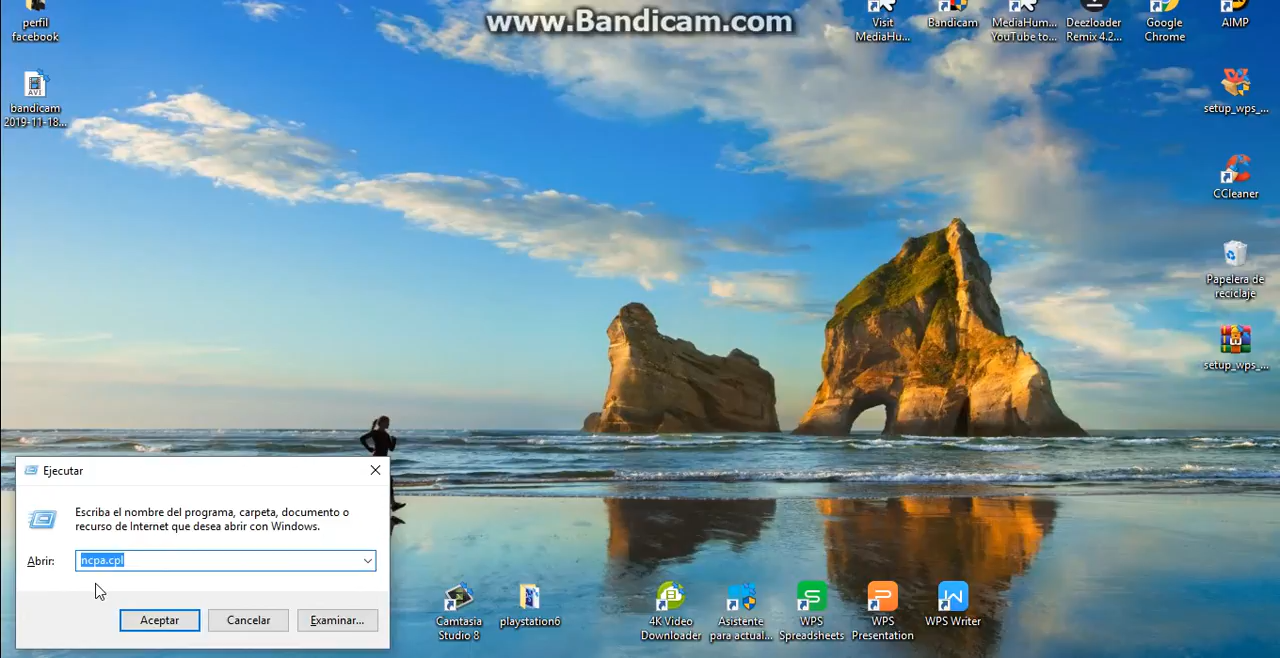 www.Bandicam.com
perfil
facebook
bandicam
2019-11-18...
AVI
Visit
MediaHu...
Bandicam
MediaHum...
YouTube to...
Deezloader
Remix 4.2...
Google
Chrome
AIMP
setup_wps_...
CCleaner
Papelera de
reciclaje
setup_wps_...
Ejecutar
Escriba el nombre del programa, carpeta, documento o
recurso de Internet que desea abrir con Windows.
Abrir:
ncpa.cpl
Aceptar
Cancelar
Examinar...
Camtasia
Studio 8
playstation6
4K Video
Downloader
Asistente
para actual...
WPS
Spreadsheets
WPS
Presentation
WPS Writer